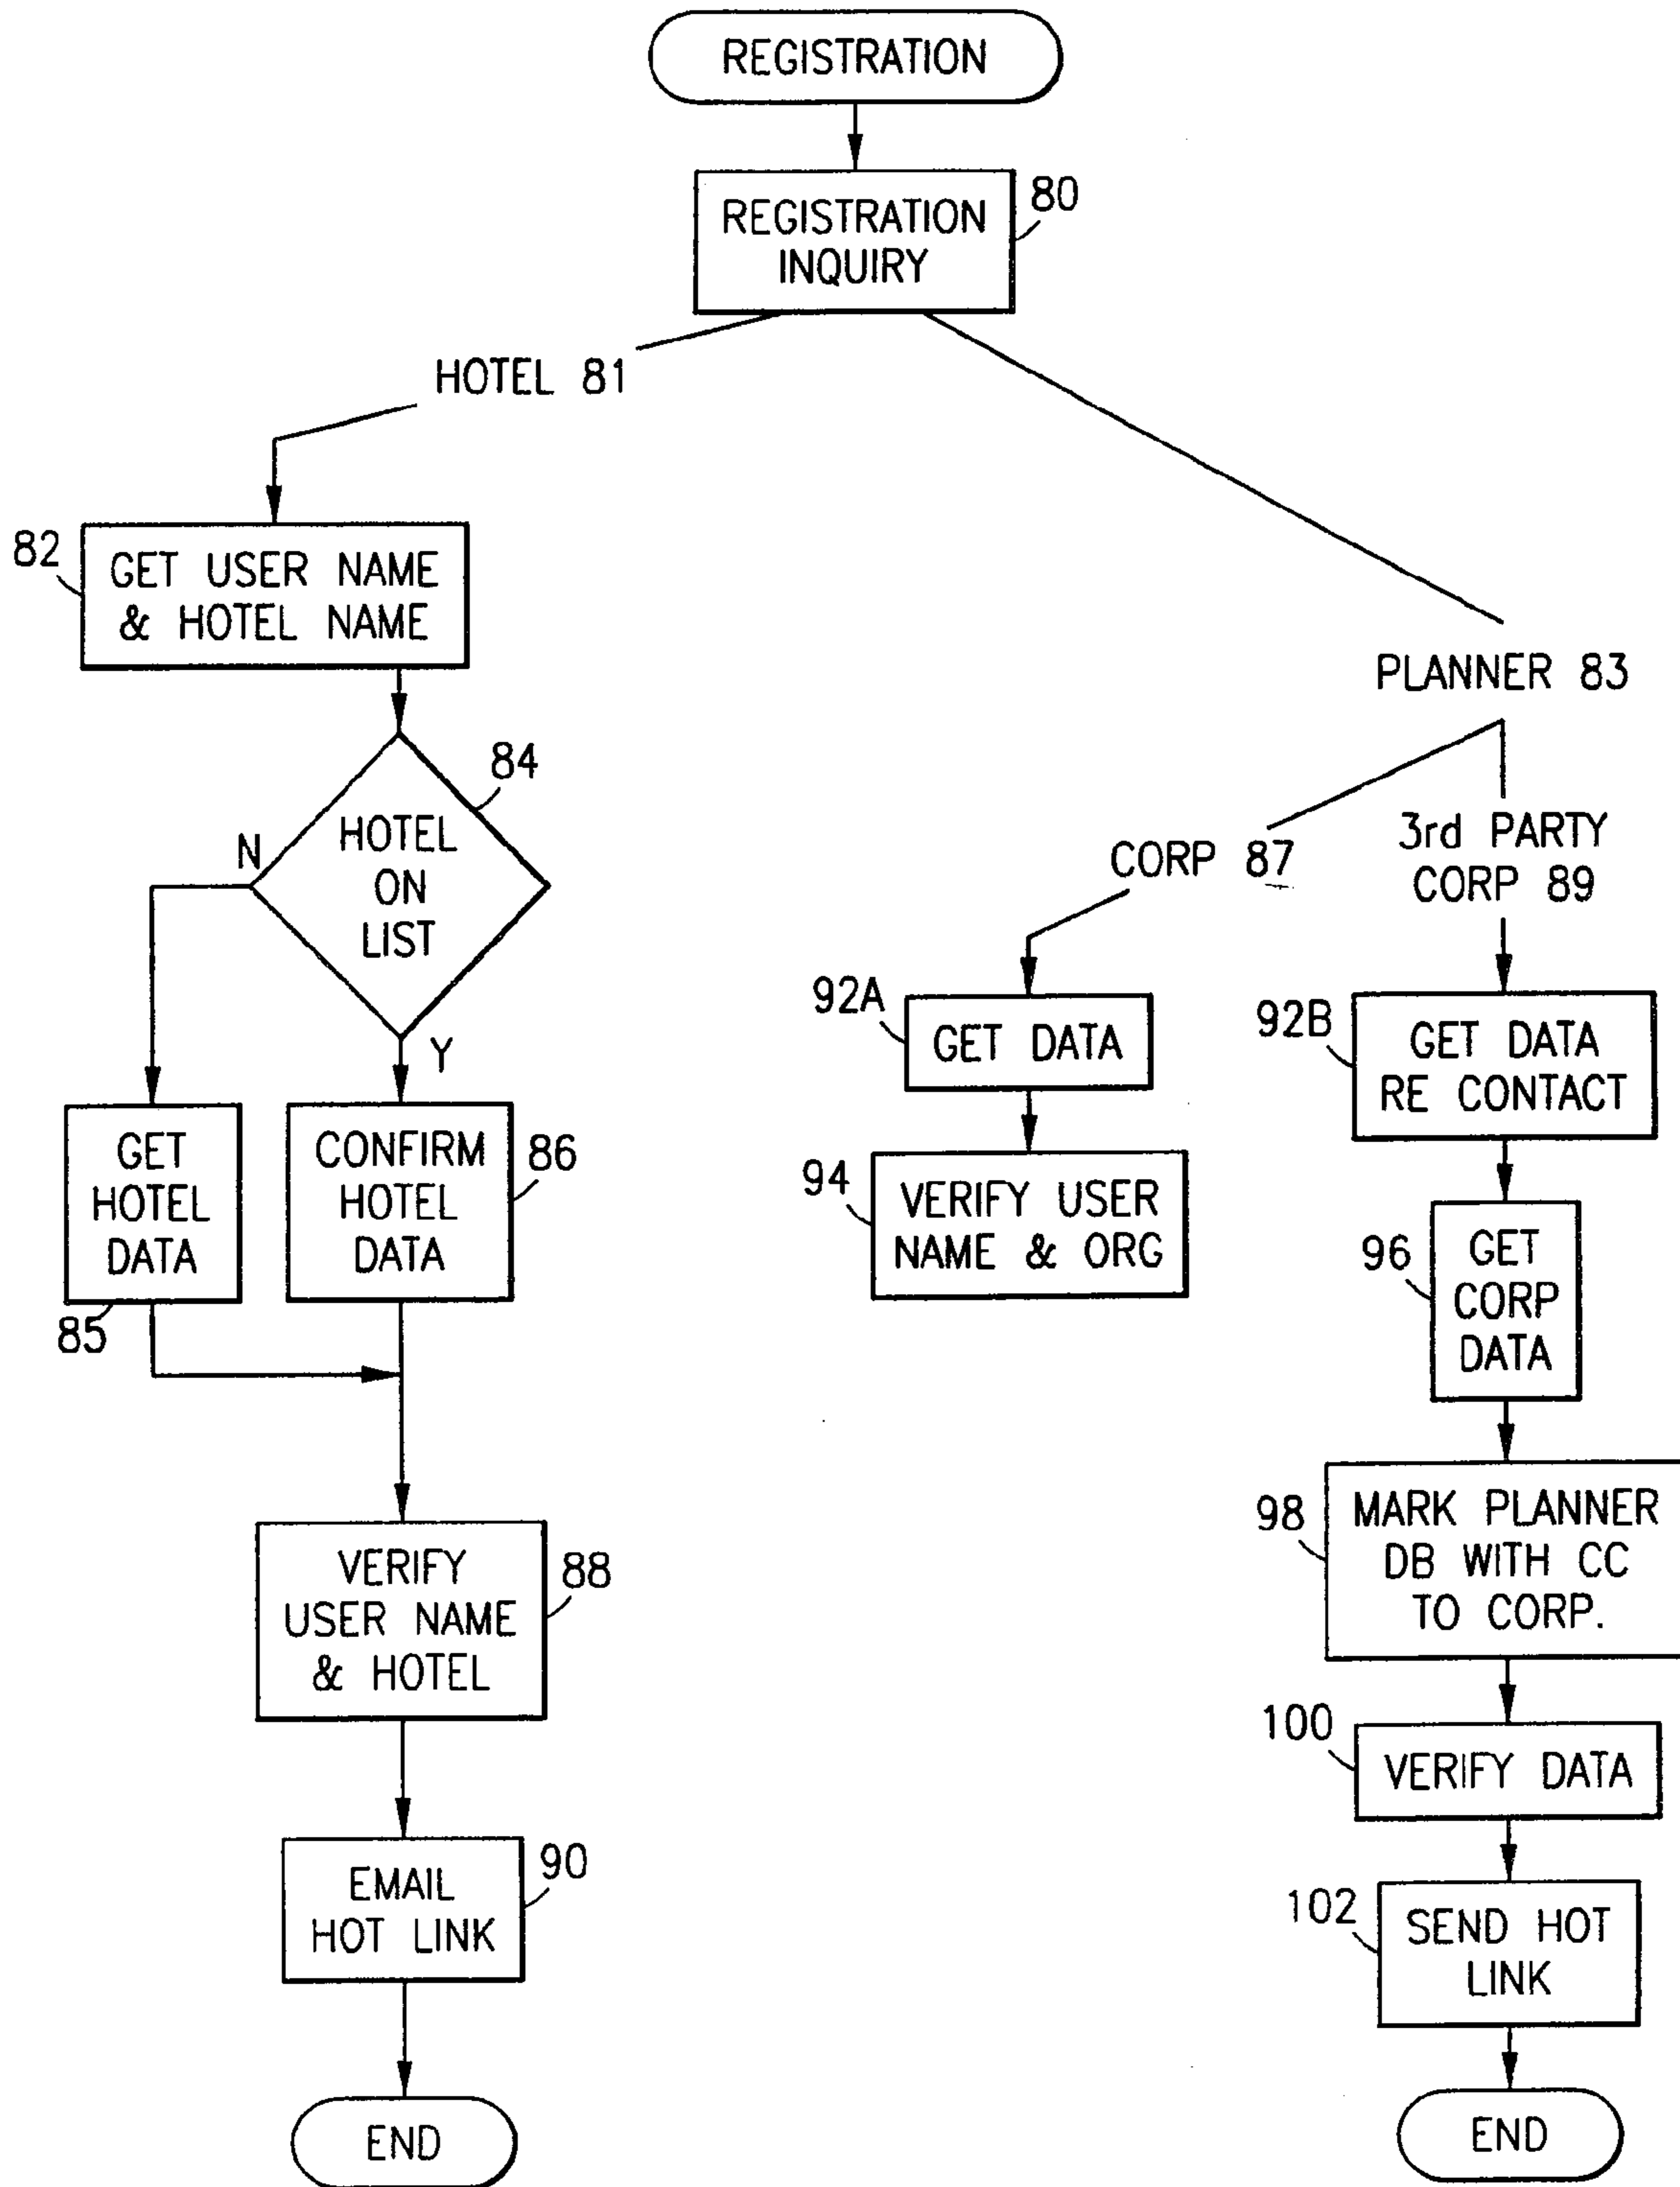 REGISTRATION
REGISTRATION
INQUIRY
80
HOTEL 81
82
GET USER NAME
& HOTEL NAME
84
HOTEL
ON
LIST
N
Y
GET
HOTEL
DATA
85
CONFIRM
HOTEL
DATA
86
VERIFY
USER NAME
& HOTEL
88
EMAIL
HOT LINK
90
END
PLANNER 83
CORP 87
3rd PARTY
CORP 89
92A
GET DATA
94
VERIFY USER
NAME & ORG
92B
GET DATA
RE CONTACT
96
GET
CORP
DATA
98
MARK PLANNER
DB WITH CC
TO CORP.
100
VERIFY DATA
102
SEND HOT
LINK
END